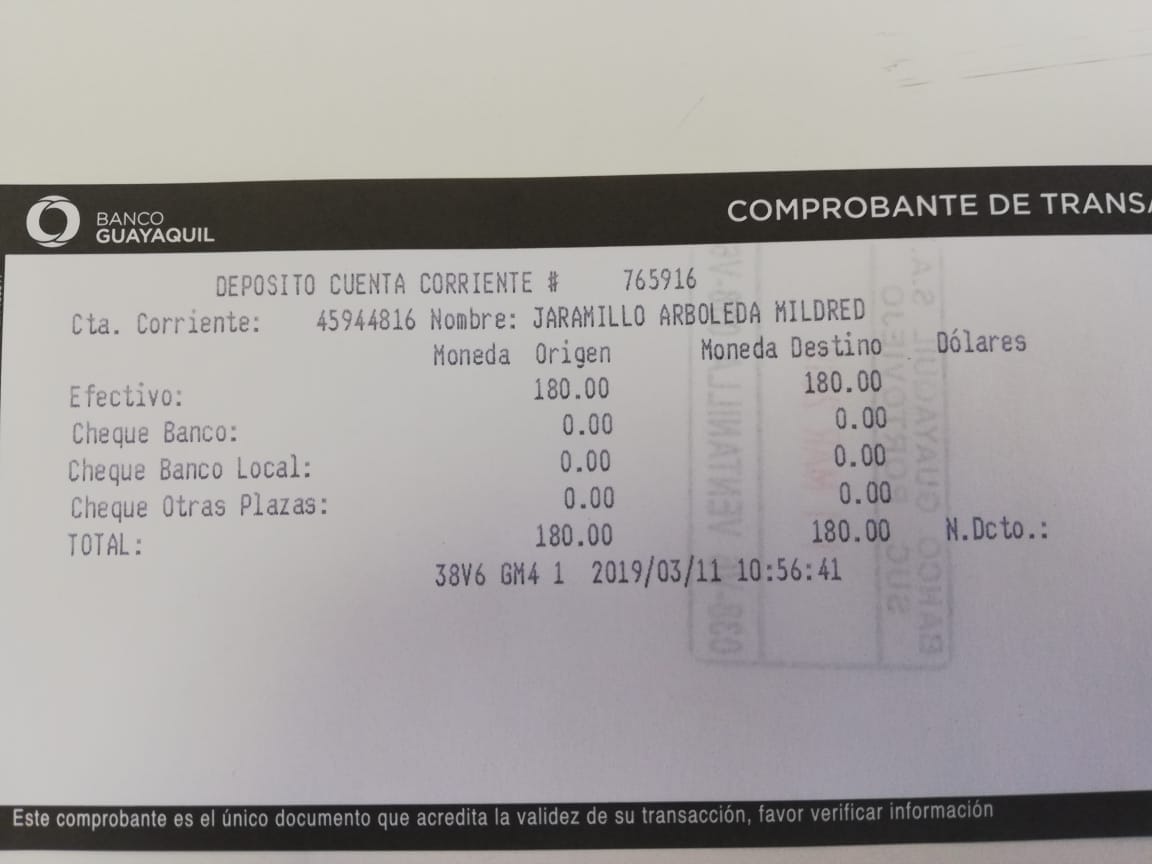 BANCO
GUAYAQUIL
COMPROBANTE DE TRANSA
DEPOSITO CUENTA CORRIENTE # 765916
Cta. Corriente: 45944816 Nombre: JARAMILLO ARBOLEDA MILDRED
Moneda Origen Moneda Destino Dólares
Efectivo: 180.00 180.00
Cheque Banco: 0.00 0.00
Cheque Banco Local: 0.00 0.00
Cheque Otras Plazas: 0.00 0.00
TOTAL: 180.00 180.00 N.Dcto.:
38V6 GM4 1 2019/03/11 10:56:41
BANCO GUAYAQUIL S.A.
SUC PORTOVIEJO
Este comprobante es el único documento que acredita la validez de su transacción, favor verificar información